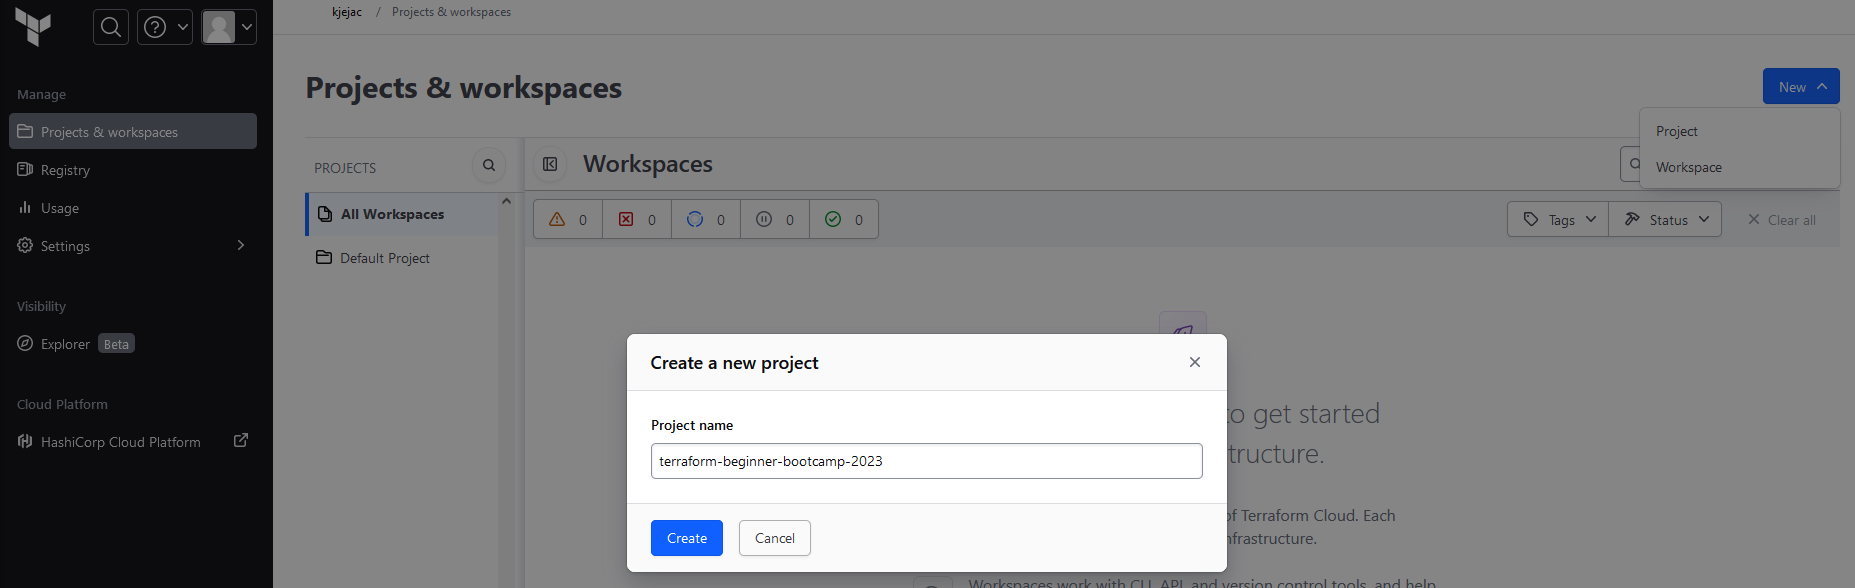 kjejac / Projects & workspaces
Manage
Projects & workspaces
Registry
Usage
Settings
Visibility
Explorer Beta
Cloud Platform
HashiCorp Cloud Platform
Projects & workspaces
New
Project
Workspace
PROJECTS
All Workspaces
Default Project
Workspaces
0 0 0 0 0
Tags Status Clear all
to get started
tructure.
of Terraform Cloud. Each
nfrastructure.
Workspaces work with CLI, API, and version control tools, and help
Create a new project
Project name
terraform-beginner-bootcamp-2023
Create Cancel